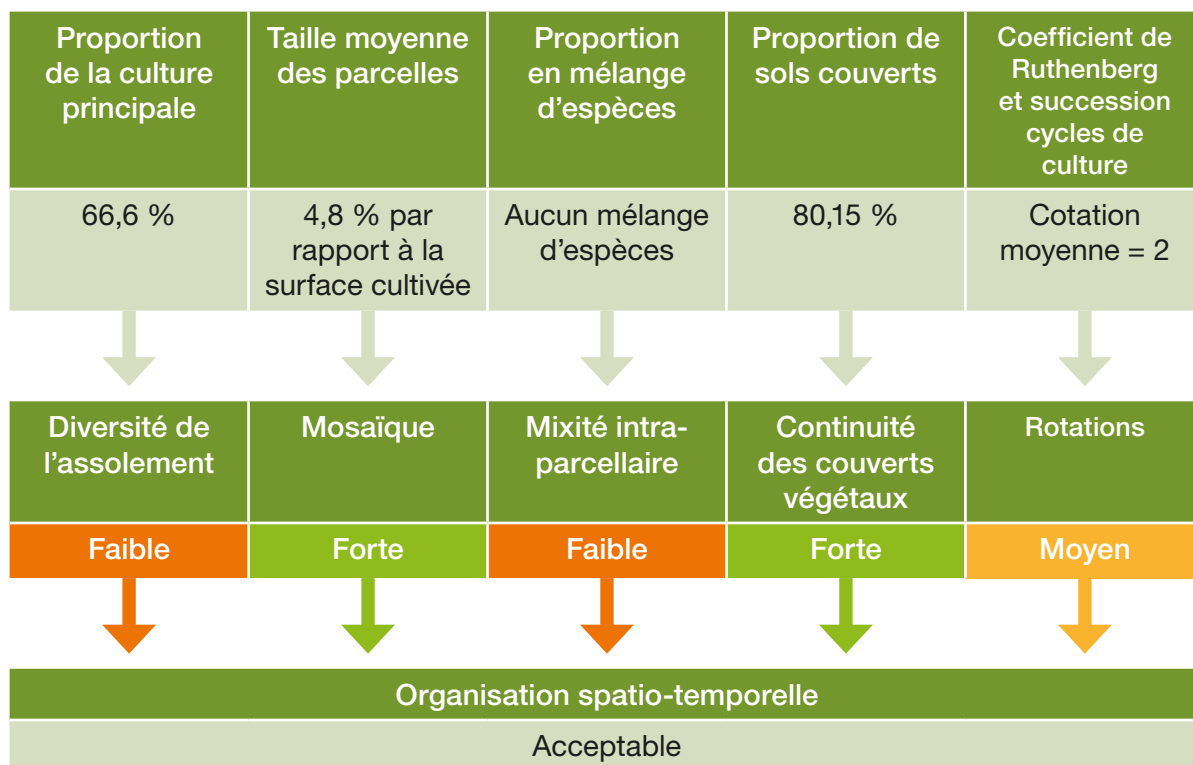 Proportion
de la culture
principale
Taille moyenne
des parcelles
Proportion
en mélange
d'espèces
Proportion de
sols couverts
Coefficient de
Ruthenberg
et succession
cycles de
culture
66,6 %
4,8 % par
rapport à la
surface cultivée
Aucun mélange
d'espèces
80,15 %
Cotation
moyenne = 2
Diversité de
l'assolement
Mosaïque
Mixité intra-
parcellaire
Continuité
des couverts
végétaux
Rotations
Faible
Forte
Faible
Forte
Moyen
Organisation spatio-temporelle
Acceptable